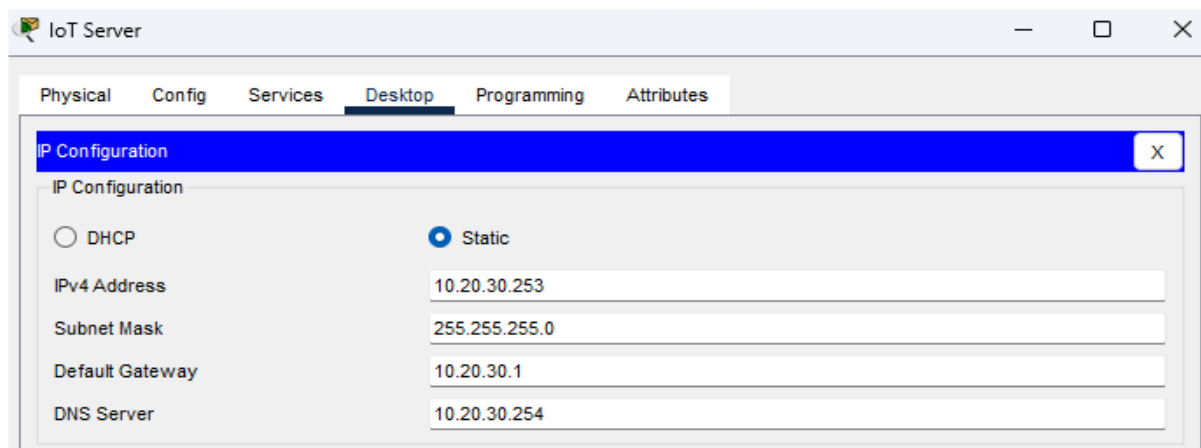 IoT Server
Physical Config Services Desktop Programming Attributes
IP Configuration X
IP Configuration
DHCP Static
IPv4 Address 10.20.30.253
Subnet Mask 255.255.255.0
Default Gateway 10.20.30.1
DNS Server 10.20.30.254